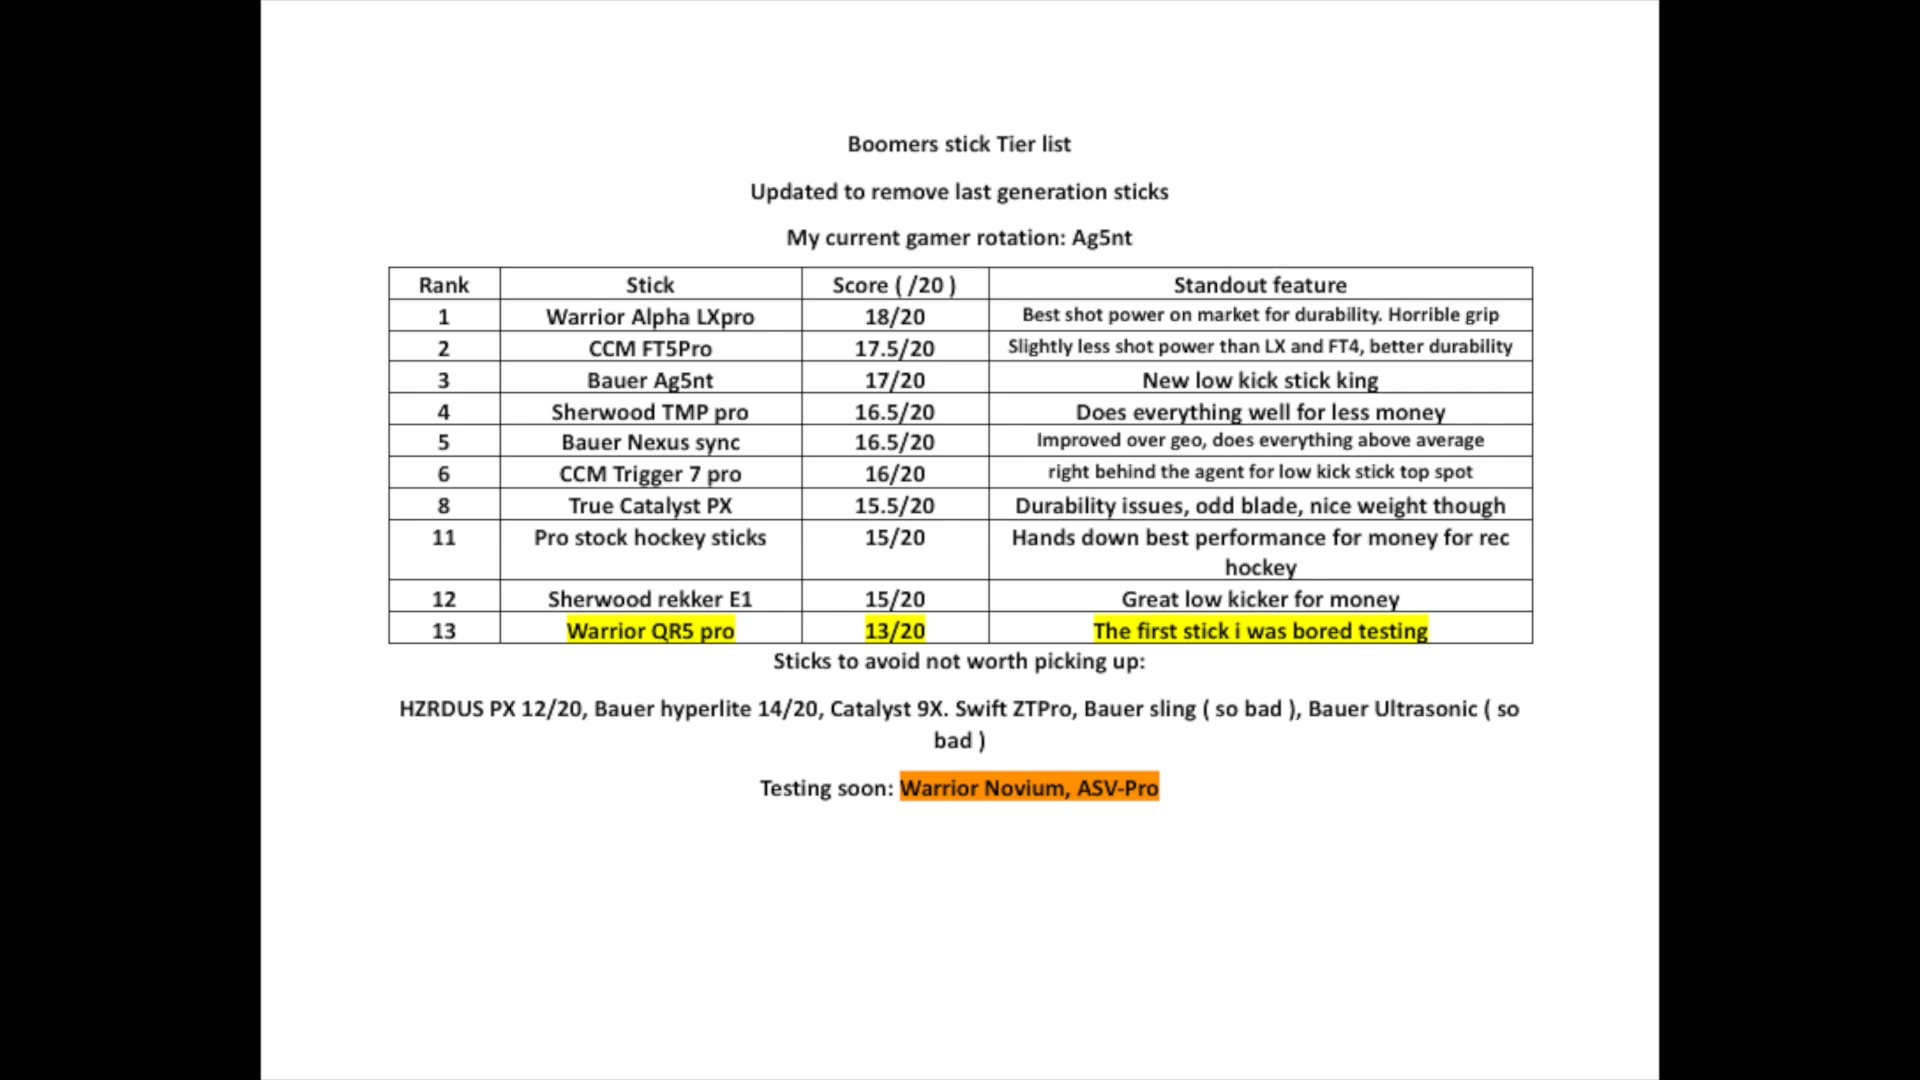 Boomers stick Tier list
Updated to remove last generation sticks
My current gamer rotation: Ag5nt
Rank Stick Score ( /20 ) Standout feature
1 Warrior Alpha LXpro 18/20 Best shot power on market for durability. Horrible grip
2 CCM FT5Pro 17.5/20 Slightly less shot power than LX and FT4, better durability
3 Bauer Ag5nt 17/20 New low kick stick king
4 Sherwood TMP pro 16.5/20 Does everything well for less money
5 Bauer Nexus sync 16.5/20 Improved over geo, does everything above average
6 CCM Trigger 7 pro 16/20 right behind the agent for low kick stick top spot
8 True Catalyst PX 15.5/20 Durability issues, odd blade, nice weight though
11 Pro stock hockey sticks 15/20 Hands down best performance for money for rec
hockey
12 Sherwood rekker E1 15/20 Great low kicker for money
13 Warrior QR5 pro 13/20 The first stick i was bored testing
Sticks to avoid not worth picking up:
HZRDUS PX 12/20, Bauer hyperlite 14/20, Catalyst 9X. Swift ZTPro, Bauer sling ( so bad ), Bauer Ultrasonic ( so
bad )
Testing soon: Warrior Novium, ASV-Pro